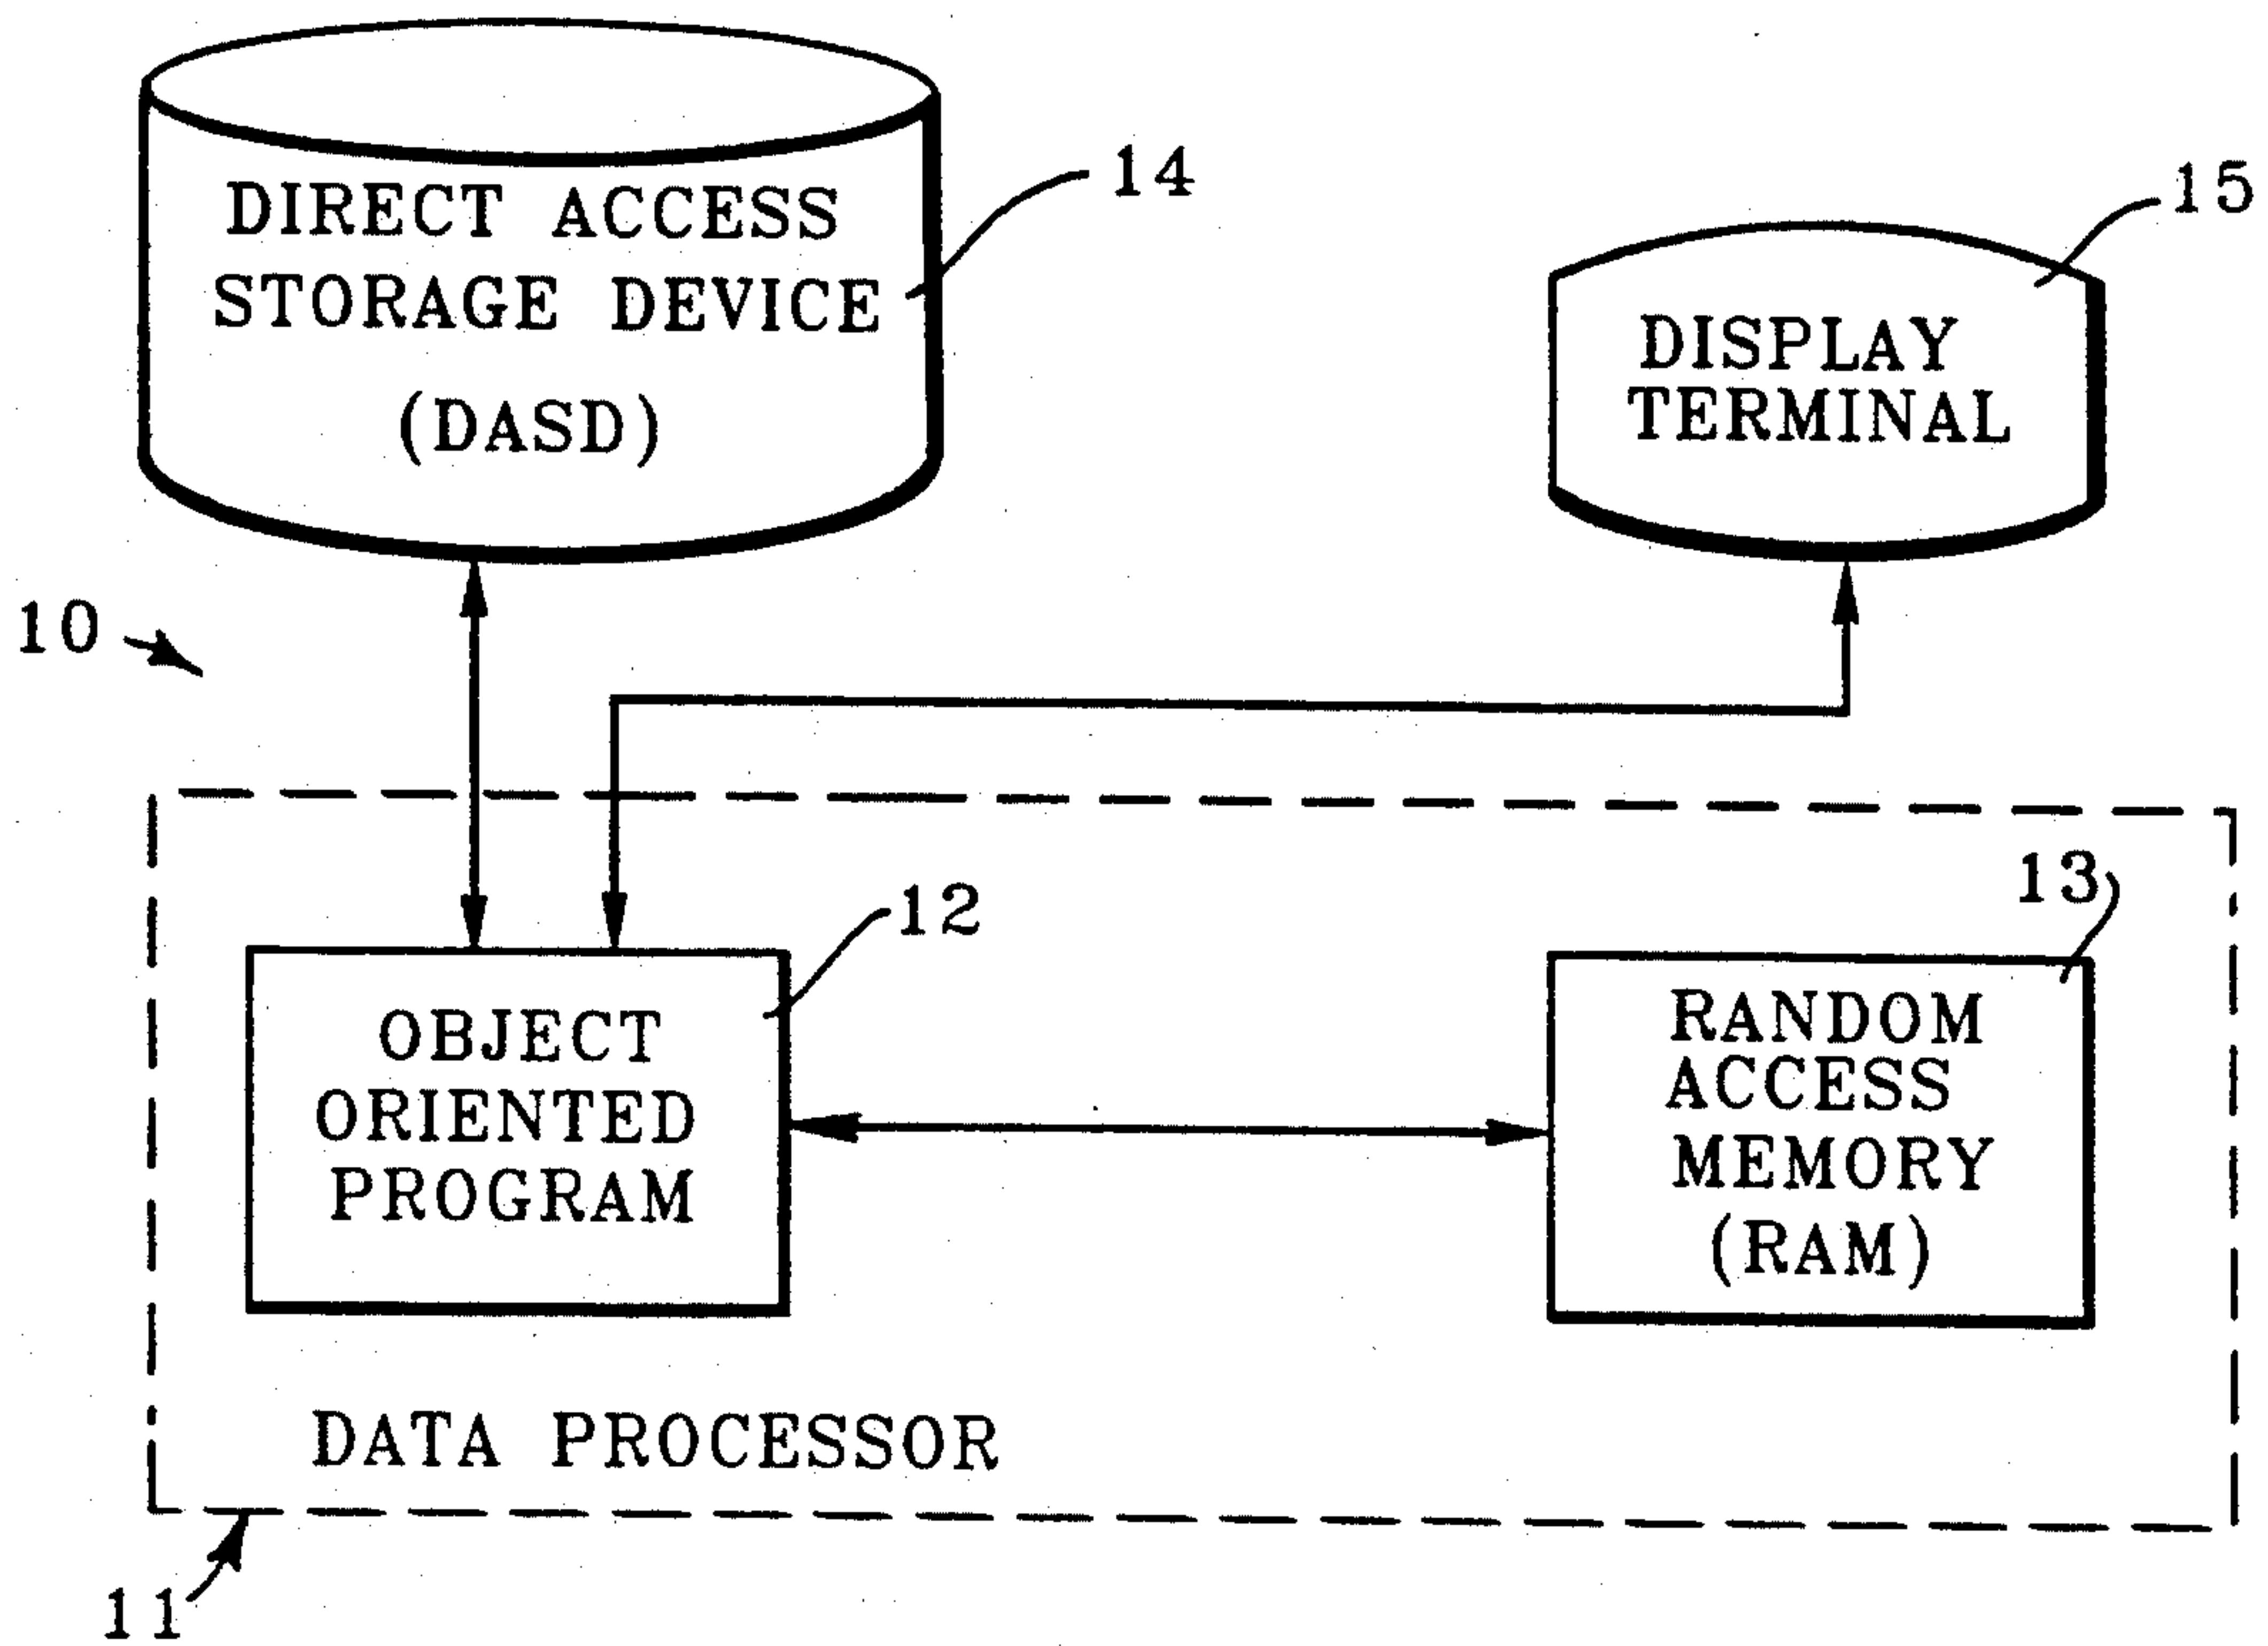 DIRECT ACCESS
STORAGE DEVICE
(DASD)
14
15
DISPLAY
TERMINAL
10
12
13
OBJECT
ORIENTED
PROGRAM
RANDOM
ACCESS
MEMORY
(RAM)
DATA PROCESSOR
11